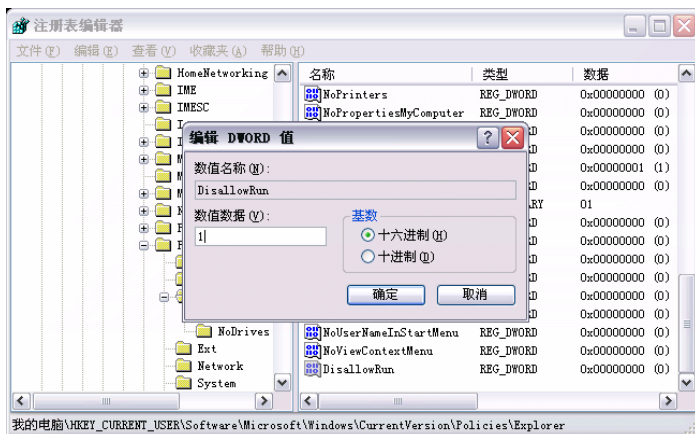 注册表编辑器
文件(F) 编辑(E) 查看(V) 收藏夹(A) 帮助(H)
HomeNetworking
IME
IMESC
NoDrives
Ext
Network
System
名称 类型 数据
NoPrinters REG_DWORD 0x00000000 (0)
NoPropertiesMyComputer REG_DWORD 0x00000000 (0)
0x00000000 (0)
0x00000000 (0)
0x00000001 (1)
0x00000000 (0)
01
0x00000000 (0)
0x00000000 (0)
0x00000000 (0)
0x00000000 (0)
0x00000000 (0)
0x00000000 (0)
NoUserNameInStartMenu REG_DWORD 0x00000000 (0)
NoViewContextMenu REG_DWORD 0x00000000 (0)
DisallowRun REG_DWORD 0x00000000 (0)
编辑 DWORD 值
数值名称(N):
DisallowRun
数值数据(V):
1
基数
十六进制(H)
十进制(D)
确定 取消
我的电脑\HKEY_CURRENT_USER\Software\Microsoft\Windows\CurrentVersion\Policies\Explorer